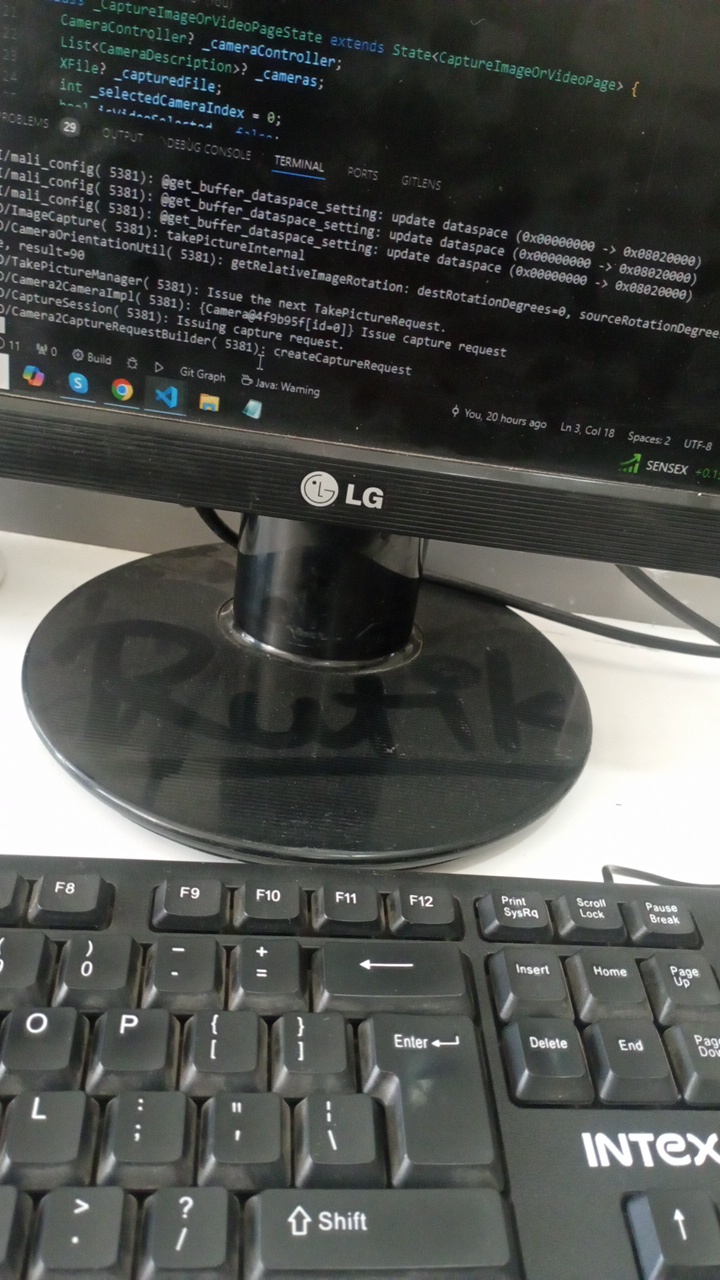 class _CaptureImageOrVideoPageState extends State<CaptureImageOrVideoPage> {
CameraController? _cameraController;
List<CameraDescription>? _cameras;
XFile? _capturedFile;
int _selectedCameraIndex = 0;
PROBLEMS 29 OUTPUT DEBUG CONSOLE TERMINAL PORTS GITLENS
I/mali_config( 5381): @get_buffer_dataspace_setting: update dataspace (0x00000000 -> 0x08020000)
I/mali_config( 5381): @get_buffer_dataspace_setting: update dataspace (0x00000000 -> 0x08020000)
I/mali_config( 5381): @get_buffer_dataspace_setting: update dataspace (0x00000000 -> 0x08020000)
D/ImageCapture( 5381): takePictureInternal
D/CameraOrientationUtil( 5381): getRelativeImageRotation: destRotationDegrees=0, sourceRotationDegree
e, result=90
D/TakePictureManager( 5381): Issue the next TakePictureRequest.
D/Camera2CameraImpl( 5381): {Camera@4f9b95f[id=0]} Issue capture request
D/CaptureSession( 5381): Issuing capture request.
D/Camera2CaptureRequestBuilder( 5381): createCaptureRequest
11 0 Build Git Graph Java: Warning You, 20 hours ago Ln 3, Col 18 Spaces: 2 UTF-8
SENSEX
LG
Rutik
F8 F9 F10 F11 F12 Print SysRq Scroll Lock Pause Break
) 0 - - + = Insert Home Page Up
O P { [ } ] Enter Delete End
L : ; " ' ¦ \
INTEX
> . ? / Shift